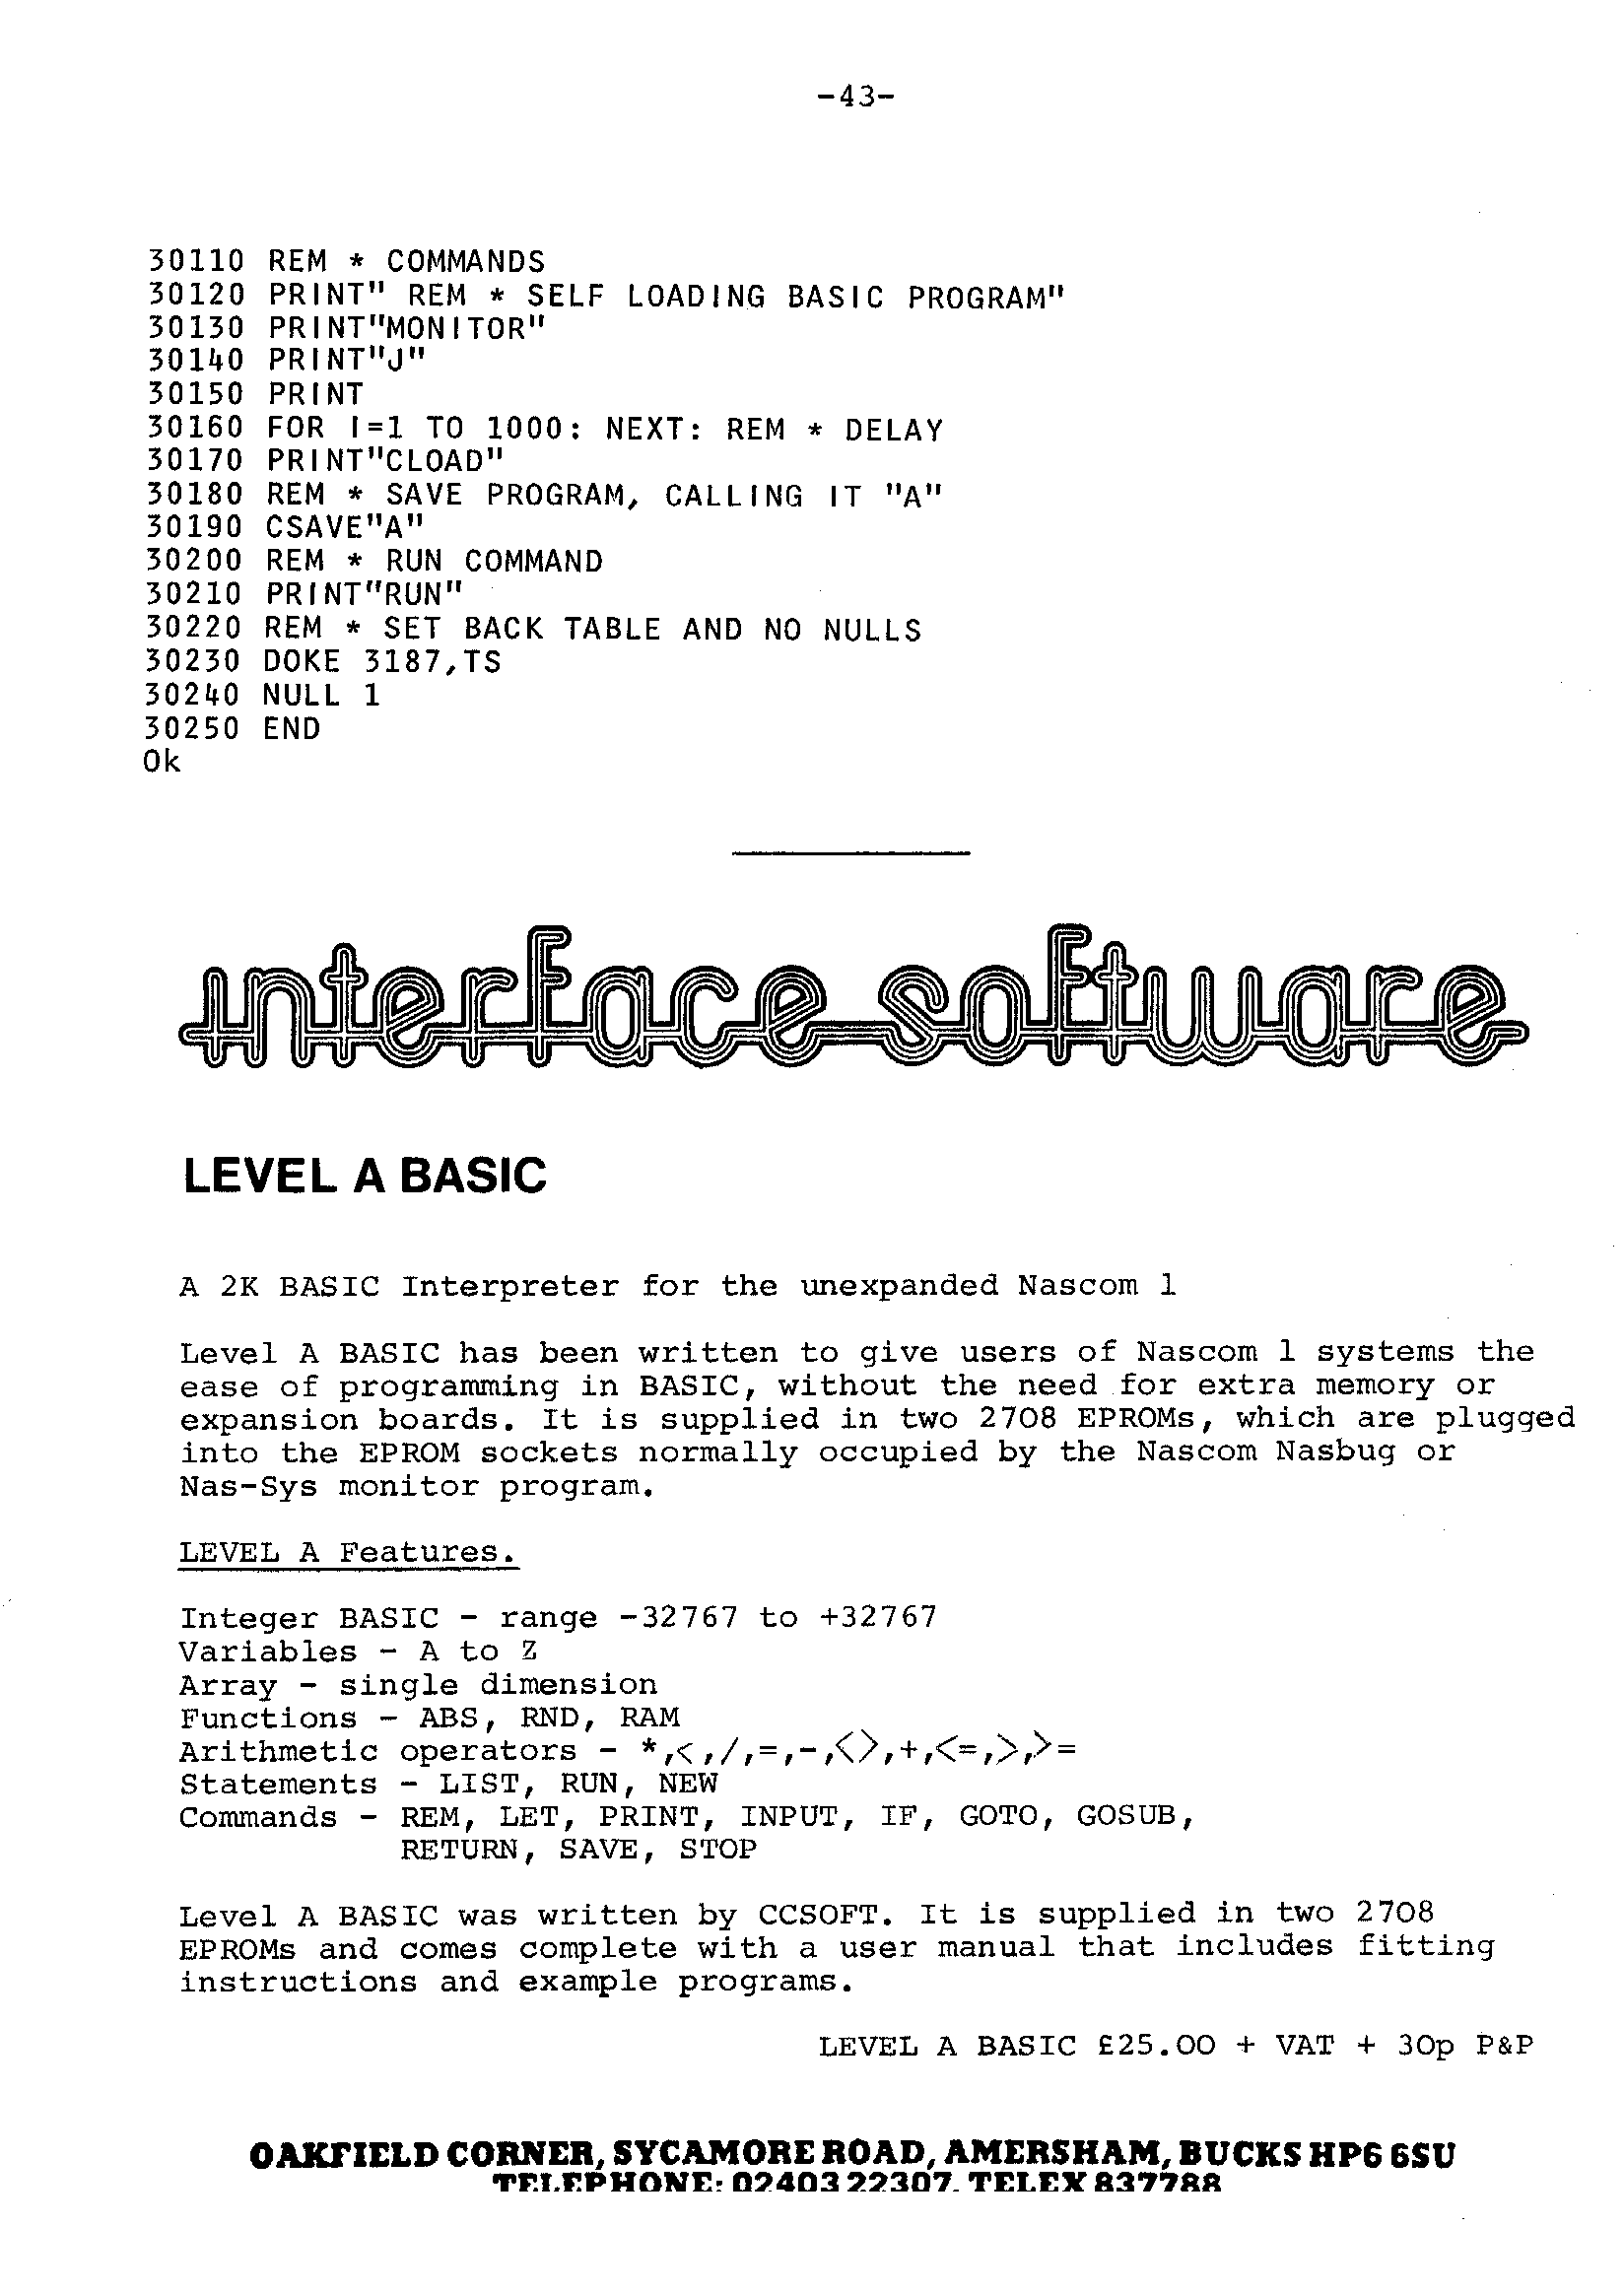 -43-
30110 REM * COMMANDS
30120 PRINT" REM * SELF LOADING BASIC PROGRAM"
30130 PRINT"MONITOR"
30140 PRINT"J"
30150 PRINT
30160 FOR I=1 TO 1000: NEXT: REM * DELAY
30170 PRINT"CLOAD"
30180 REM * SAVE PROGRAM, CALLING IT "A"
30190 CSAVE"A"
30200 REM * RUN COMMAND
30210 PRINT"RUN"
30220 REM * SET BACK TABLE AND NO NULLS
30230 DOKE 3187,TS
30240 NULL 1
30250 END
Ok
interface software
LEVEL A BASIC
A 2K BASIC Interpreter for the unexpanded Nascom 1
Level A BASIC has been written to give users of Nascom 1 systems the
ease of programming in BASIC, without the need for extra memory or
expansion boards. It is supplied in two 2708 EPROMs, which are plugged
into the EPROM sockets normally occupied by the Nascom Nasbug or
Nas-Sys monitor program.
LEVEL A Features.
Integer BASIC - range -32767 to +32767
Variables - A to Z
Array - single dimension
Functions - ABS, RND, RAM
Arithmetic operators - *,<,/,=,-,<>,+,<=,>,>=
Statements - LIST, RUN, NEW
Commands - REM, LET, PRINT, INPUT, IF, GOTO, GOSUB,
RETURN, SAVE, STOP
Level A BASIC was written by CCSOFT. It is supplied in two 2708
EPROMs and comes complete with a user manual that includes fitting
instructions and example programs.
LEVEL A BASIC £25.00 + VAT + 30p P&P
OAKFIELD CORNER, SYCAMORE ROAD, AMERSHAM, BUCKS HP6 6SU
TELEPHONE: 02403 22307. TELEX 837788